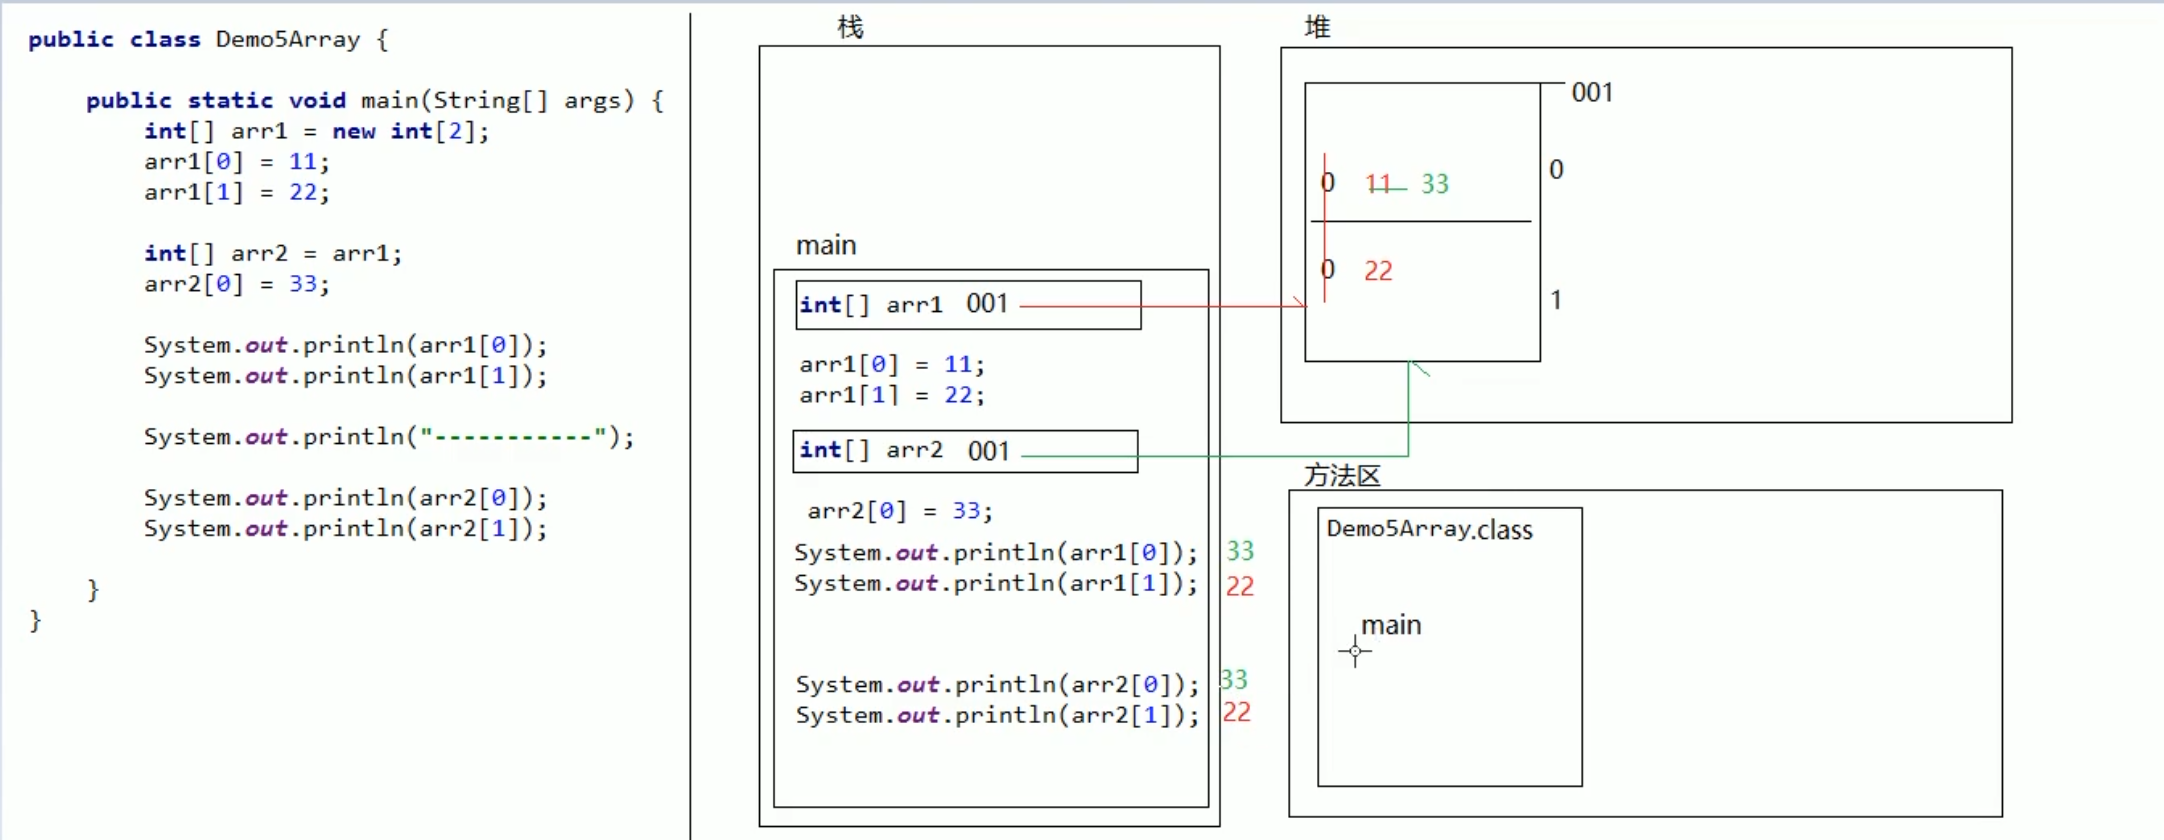 public class Demo5Array {
public static void main(String[] args) {
int[] arr1 = new int[2];
arr1[0] = 11;
arr1[1] = 22;
int[] arr2 = arr1;
arr2[0] = 33;
System.out.println(arr1[0]);
System.out.println(arr1[1]);
System.out.println("-----------");
System.out.println(arr2[0]);
System.out.println(arr2[1]);
}
}
栈
main
int[] arr1 001
arr1[0] = 11;
arr1[1] = 22;
int[] arr2 001
arr2[0] = 33;
System.out.println(arr1[0]); 33
System.out.println(arr1[1]); 22
System.out.println(arr2[0]); 33
System.out.println(arr2[1]); 22
堆
001
0 11 33 0
0 22
1
方法区
Demo5Array.class
main